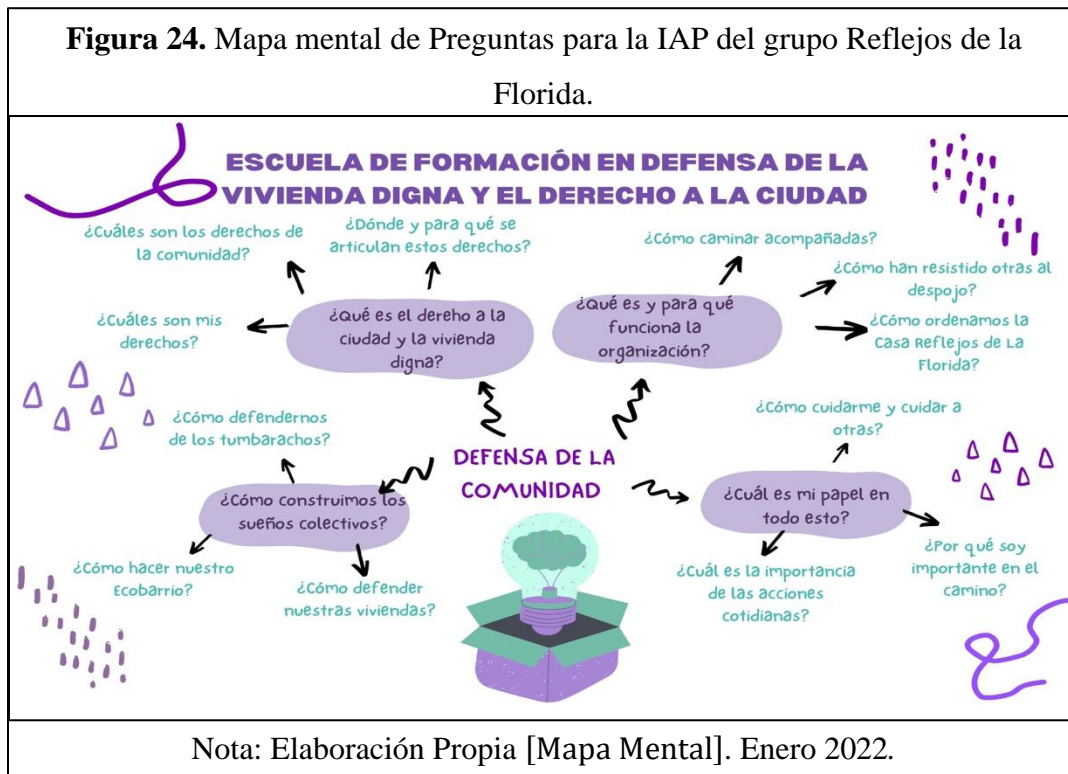 Figura 24. Mapa mental de Preguntas para la IAP del grupo Reflejos de la
Florida.
ESCUELA DE FORMACIÓN EN DEFENSA DE LA
VIVIENDA DIGNA Y EL DERECHO A LA CIUDAD
¿Cuáles son los derechos de
la comunidad?
¿Dónde y para qué se
articulan estos derechos?
¿Cuáles son mis
derechos?
¿Qué es el dereho a la
ciudad y la vivienda
digna?
¿Cómo caminar acompañadas?
¿Qué es y para qué
funciona la
organización?
¿Cómo han resistido otras al
despojo?
¿Cómo ordenamos la
Casa Reflejos de La
Florida?
¿Cómo defendernos
de los tumbarachos?
¿Cómo construimos los
sueños colectivos?
¿Cómo hacer nuestro
Ecobarrio?
¿Cómo defender
nuestras viviendas?
DEFENSA DE LA
COMUNIDAD
¿Cómo cuidarme y cuidar a
otras?
¿Cuál es mi papel en
todo esto?
¿Cuál es la importancia
de las acciones
cotidianas?
¿Por qué soy
importante en el
camino?
Nota: Elaboración Propia [Mapa Mental]. Enero 2022.